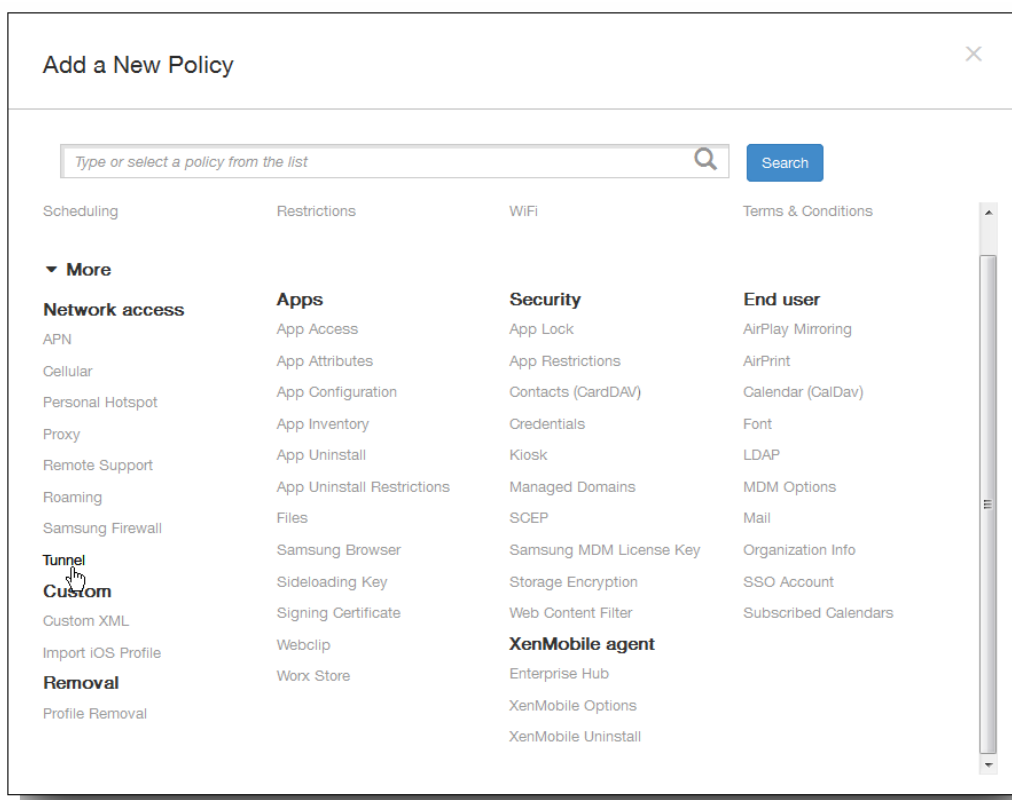 Add a New Policy
Type or select a policy from the list
Search
Scheduling
Restrictions
WiFi
Terms & Conditions
More
Network access
APN
Cellular
Personal Hotspot
Proxy
Remote Support
Roaming
Samsung Firewall
Tunnel
Custom
Custom XML
Import iOS Profile
Removal
Profile Removal
Apps
App Access
App Attributes
App Configuration
App Inventory
App Uninstall
App Uninstall Restrictions
Files
Samsung Browser
Sideloading Key
Signing Certificate
Webclip
Worx Store
Security
App Lock
App Restrictions
Contacts (CardDAV)
Credentials
Kiosk
Managed Domains
SCEP
Samsung MDM License Key
Storage Encryption
Web Content Filter
XenMobile agent
Enterprise Hub
XenMobile Options
XenMobile Uninstall
End user
AirPlay Mirroring
AirPrint
Calendar (CalDav)
Font
LDAP
MDM Options
Mail
Organization Info
SSO Account
Subscribed Calendars